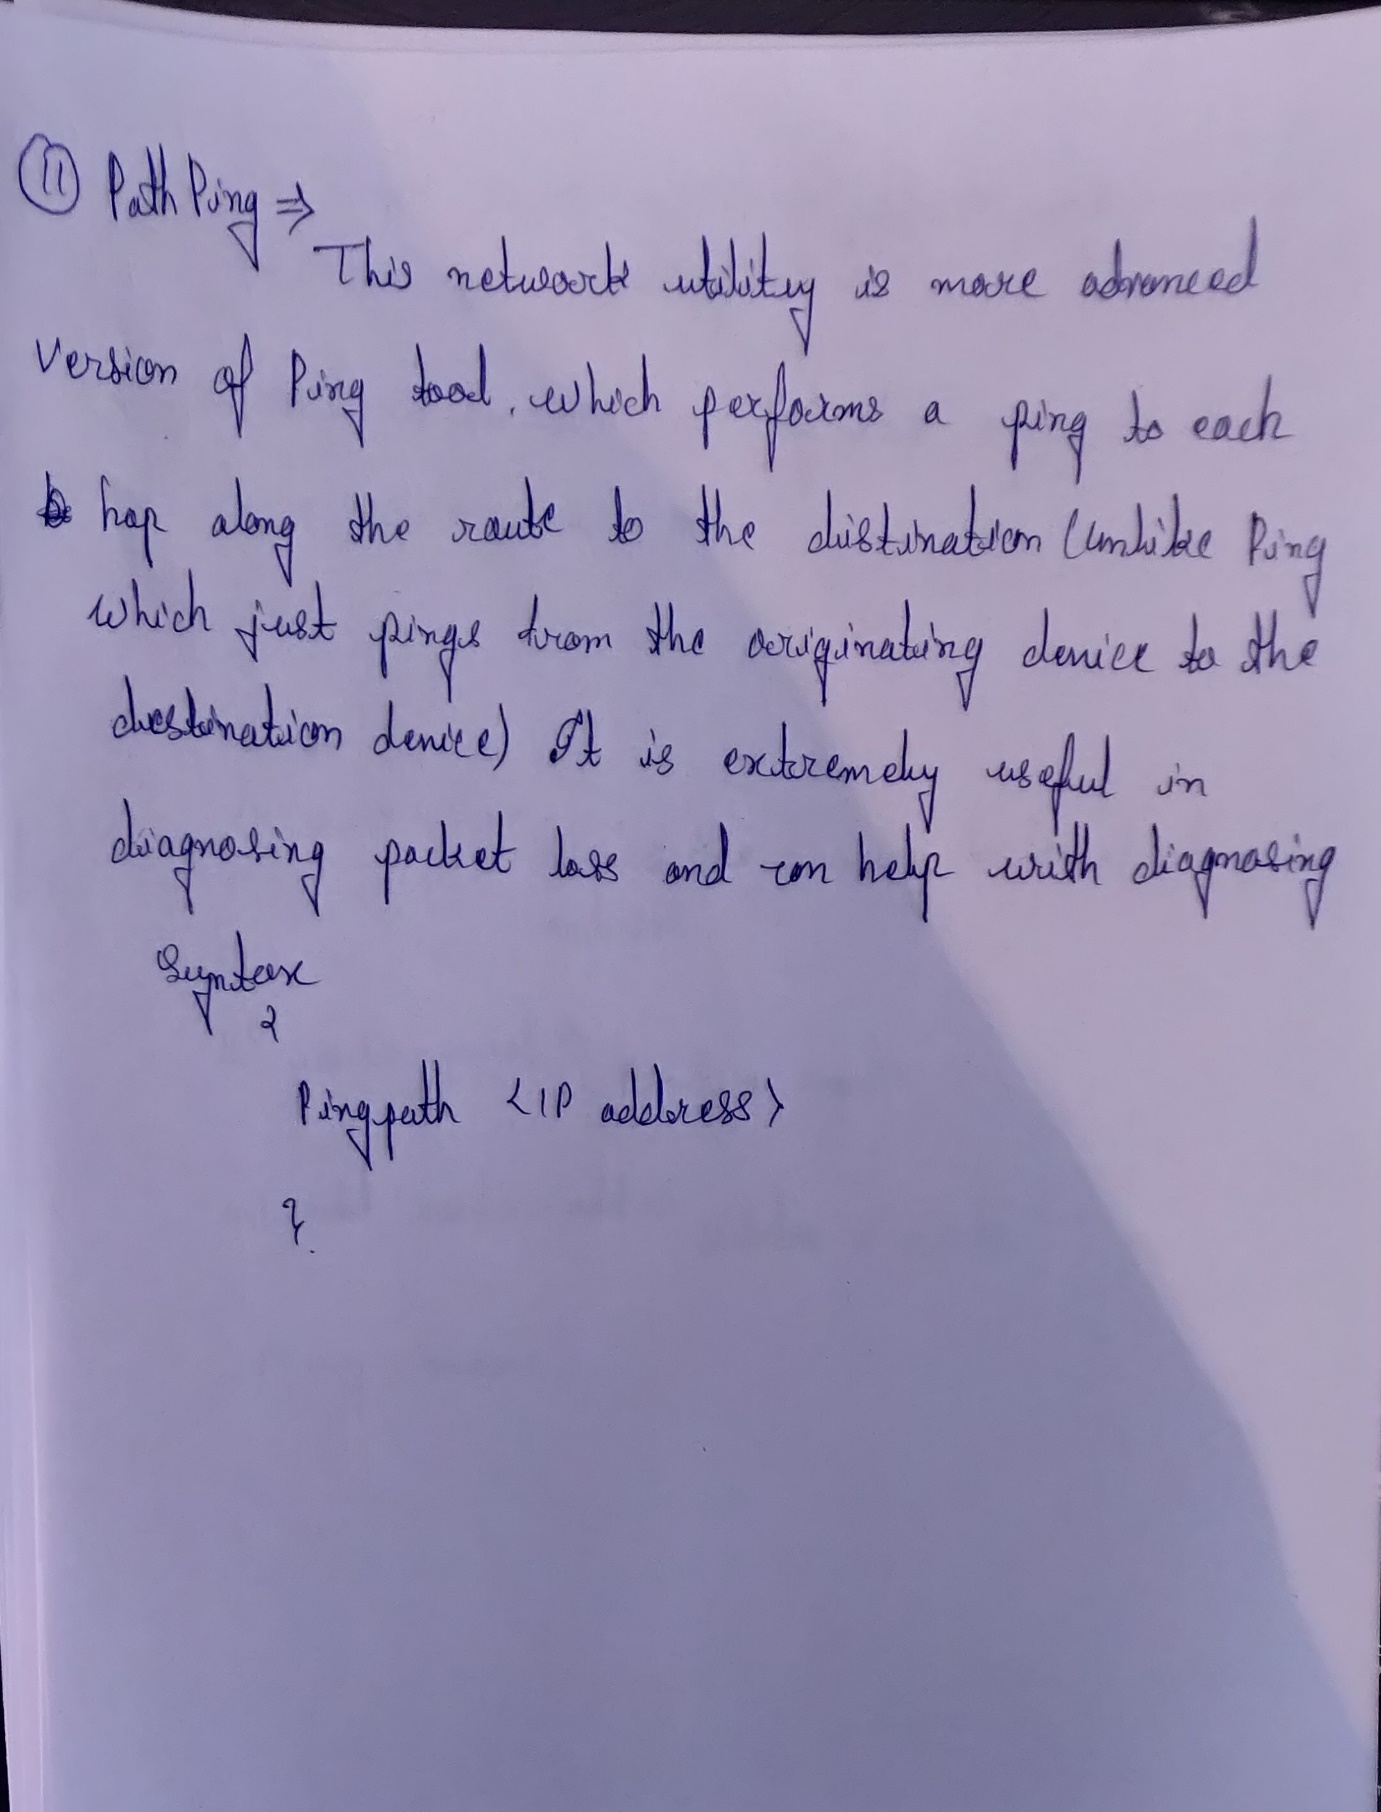 (11) Path Ping ⇒
This network utility is more advanced
version of Ping tool, which performs a ping to each
hop along the route to the distination (unlike Ping
which just pings from the originating device to the
destination device) It is extremely useful in
diagnosing packet loss and can help with diagnosing
Syntax
{
Pingpath <IP address>
}